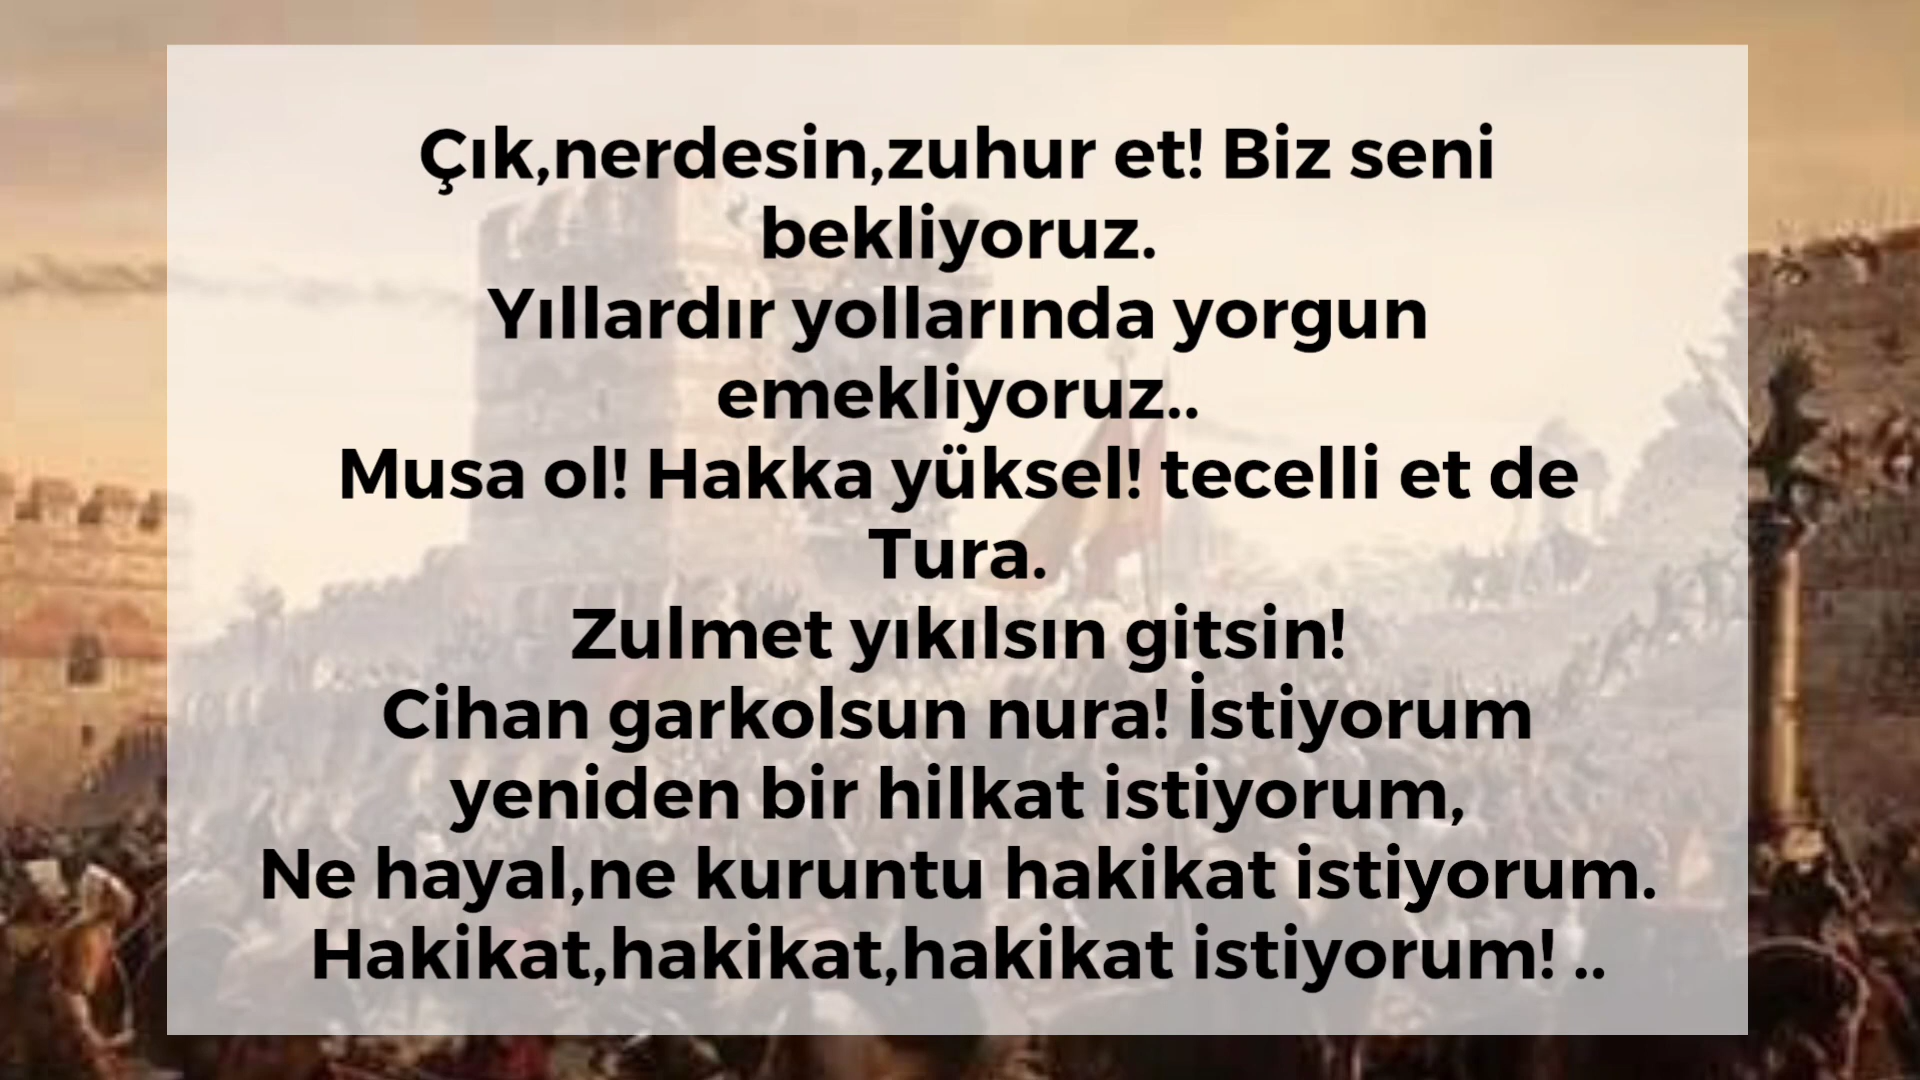 Çık,nerdesin,zuhur et! Biz seni
bekliyoruz.
Yıllardır yollarında yorgun
emekliyoruz..
Musa ol! Hakka yüksel! tecelli et de
Tura.
Zulmet yıkılsın gitsin!
Cihan garkolsun nura! İstiyorum
yeniden bir hilkat istiyorum,
Ne hayal,ne kuruntu hakikat istiyorum.
Hakikat,hakikat,hakikat istiyorum! ..